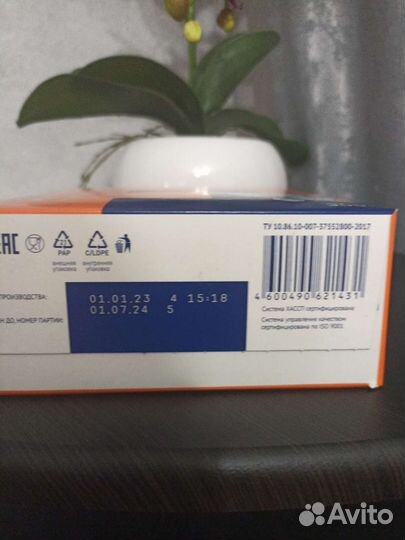 ТУ 10.86.10-007-37552800-2017
EAC
21
PAP
C/LDPE
внешняя упаковка
внутренняя упаковка
ПРОИЗВОДСТВА:
01.01.23 4 15:18
ДО, НОМЕР ПАРТИИ:
01.07.24 5
4 600490 621431
Система ХАССП сертифицирована
Система управления качеством
сертифицирована по ISO 9001
Avito